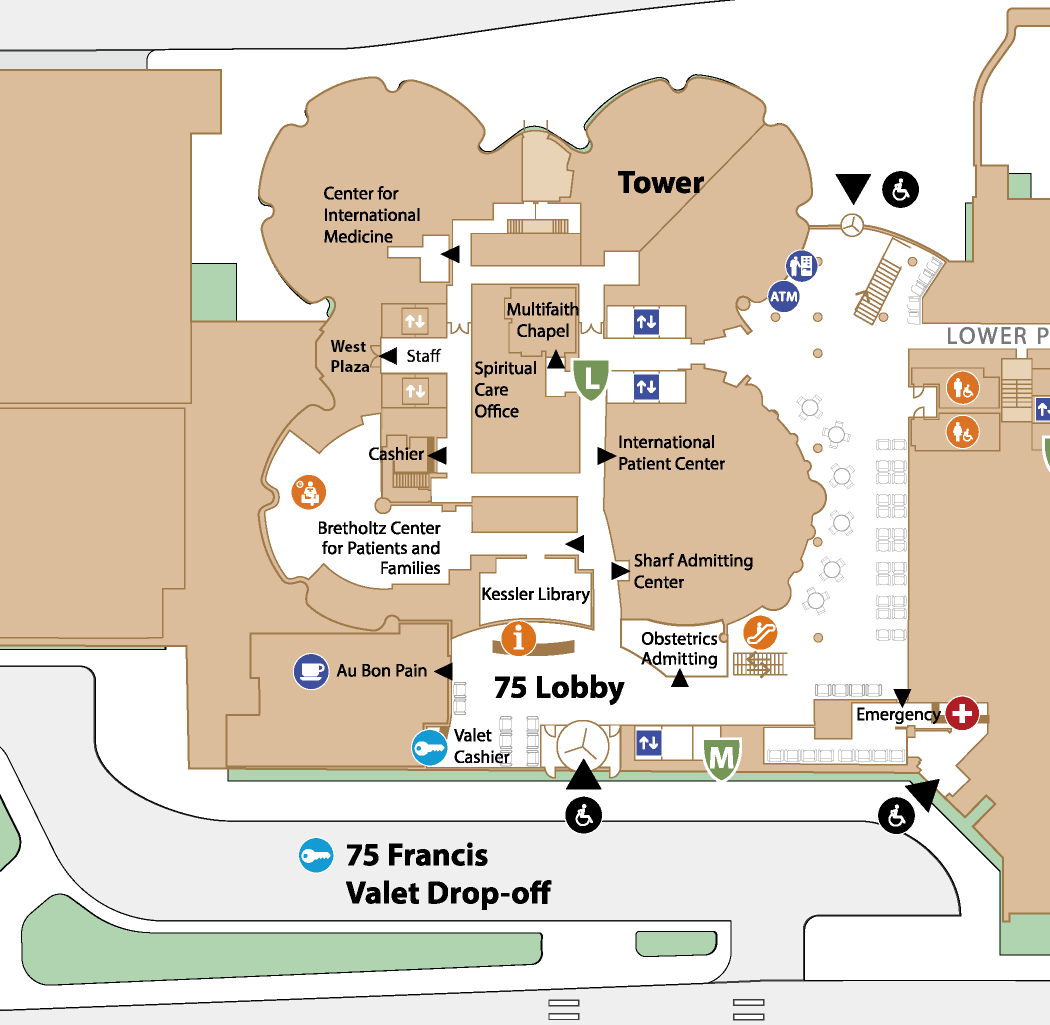 Tower
Center for
International
Medicine
ATM
Multifaith
Chapel
LOWER P
West
Plaza
Staff
Spiritual
Care
Office
L
Cashier
International
Patient Center
Bretholtz Center
for Patients and
Families
Sharf Admitting
Center
Kessler Library
i
Obstetrics
Admitting
Au Bon Pain
75 Lobby
Emergency
Valet
Cashier
M
75 Francis
Valet Drop-off